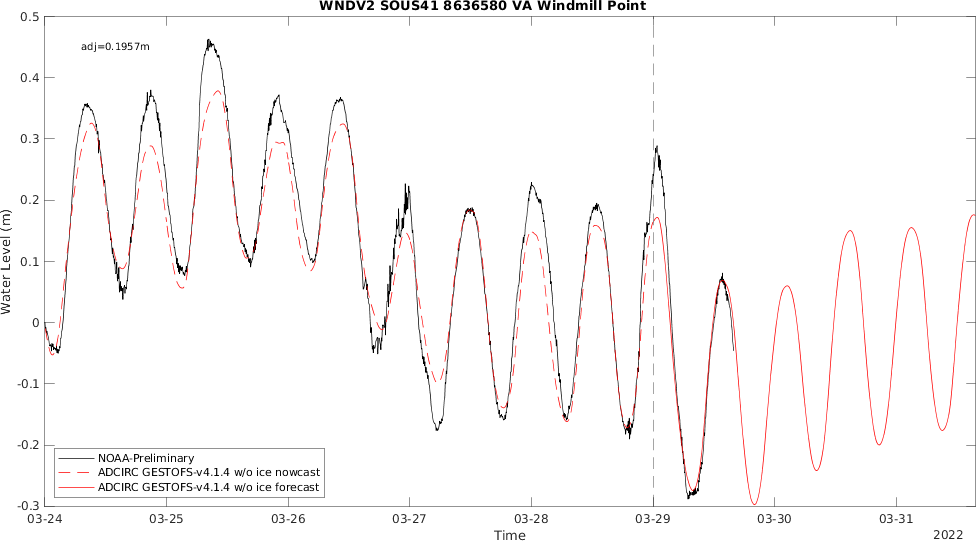 WNDV2 SOUS41 8636580 VA Windmill Point
adj=0.1957m
0.5
0.4
0.3
0.2
0.1
0
-0.1
-0.2
-0.3
Water Level (m)
NOAA-Preliminary
ADCIRC GESTOFS-v4.1.4 w/o ice nowcast
ADCIRC GESTOFS-v4.1.4 w/o ice forecast
03-24 03-25 03-26 03-27 03-28 03-29 03-30 03-31
Time
2022